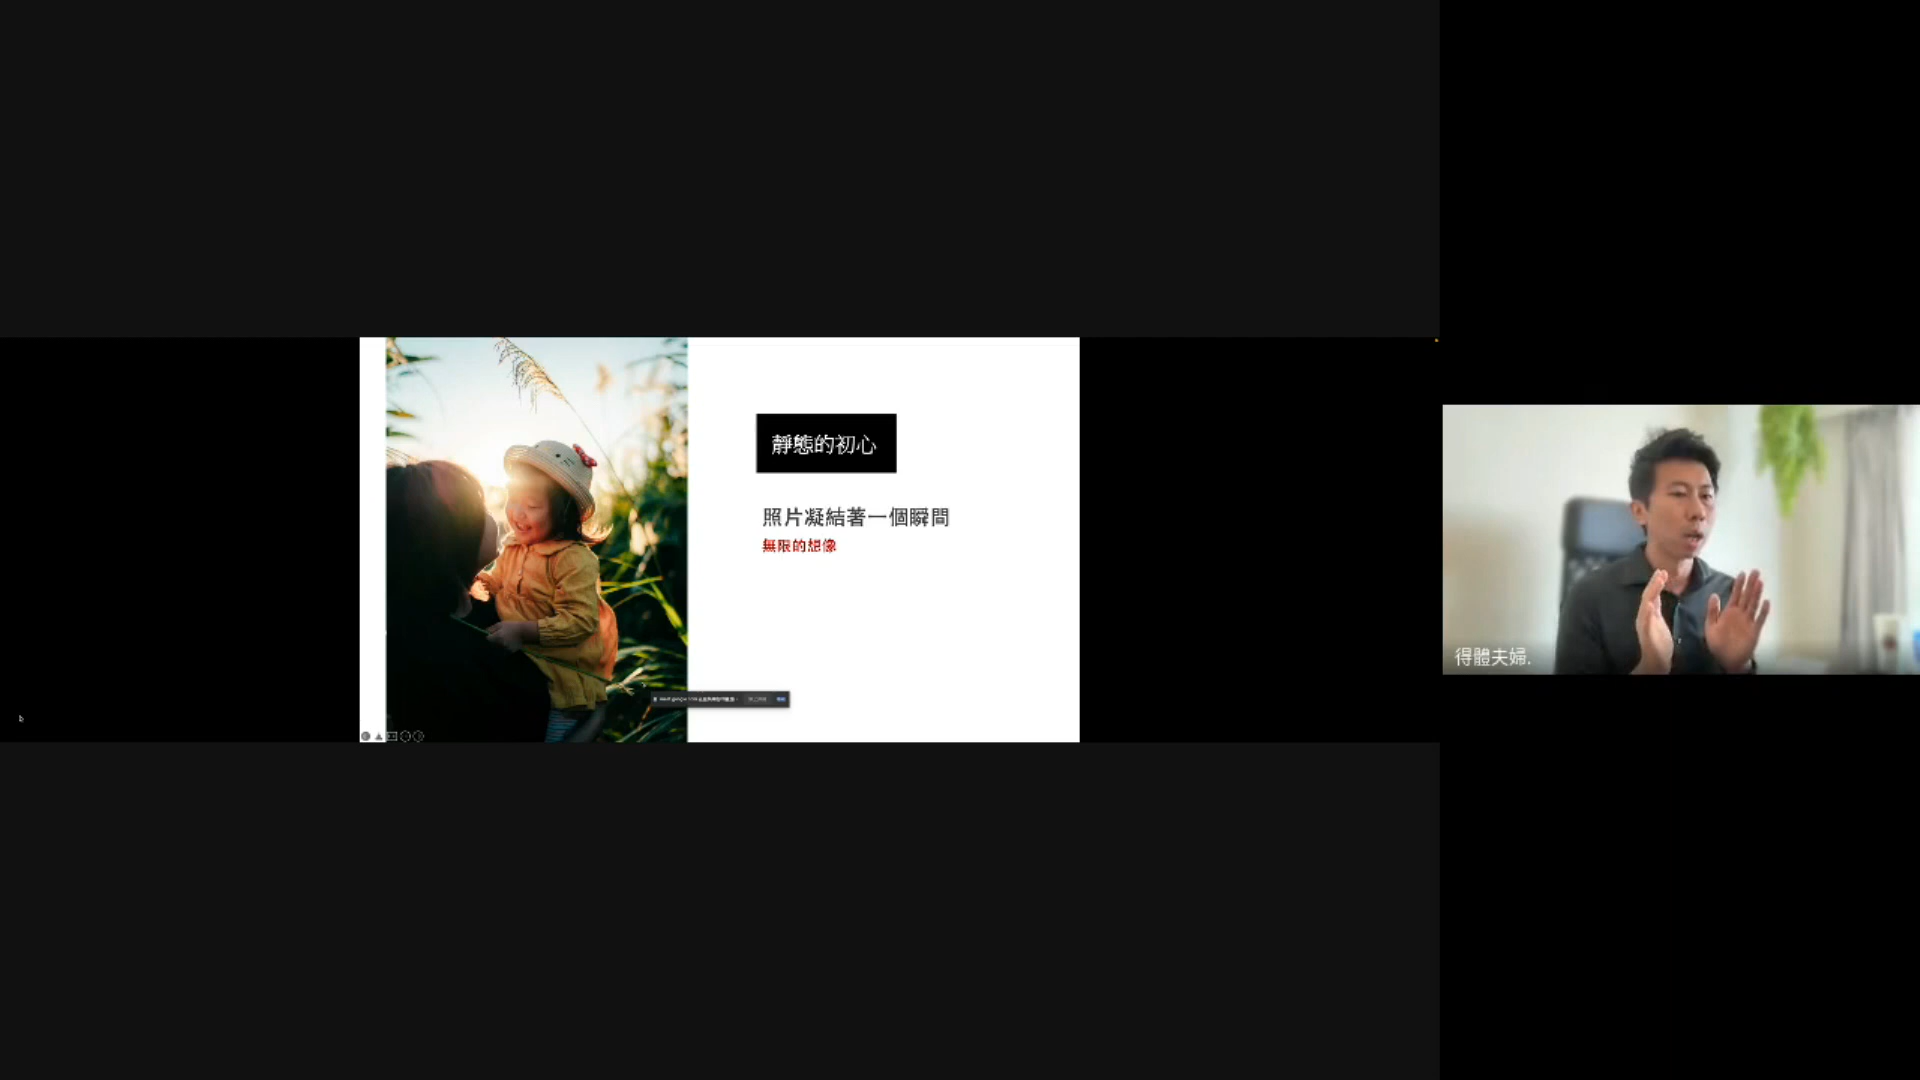 靜態的初心
照片凝結著一個瞬間
無限的想像
得體夫婦.